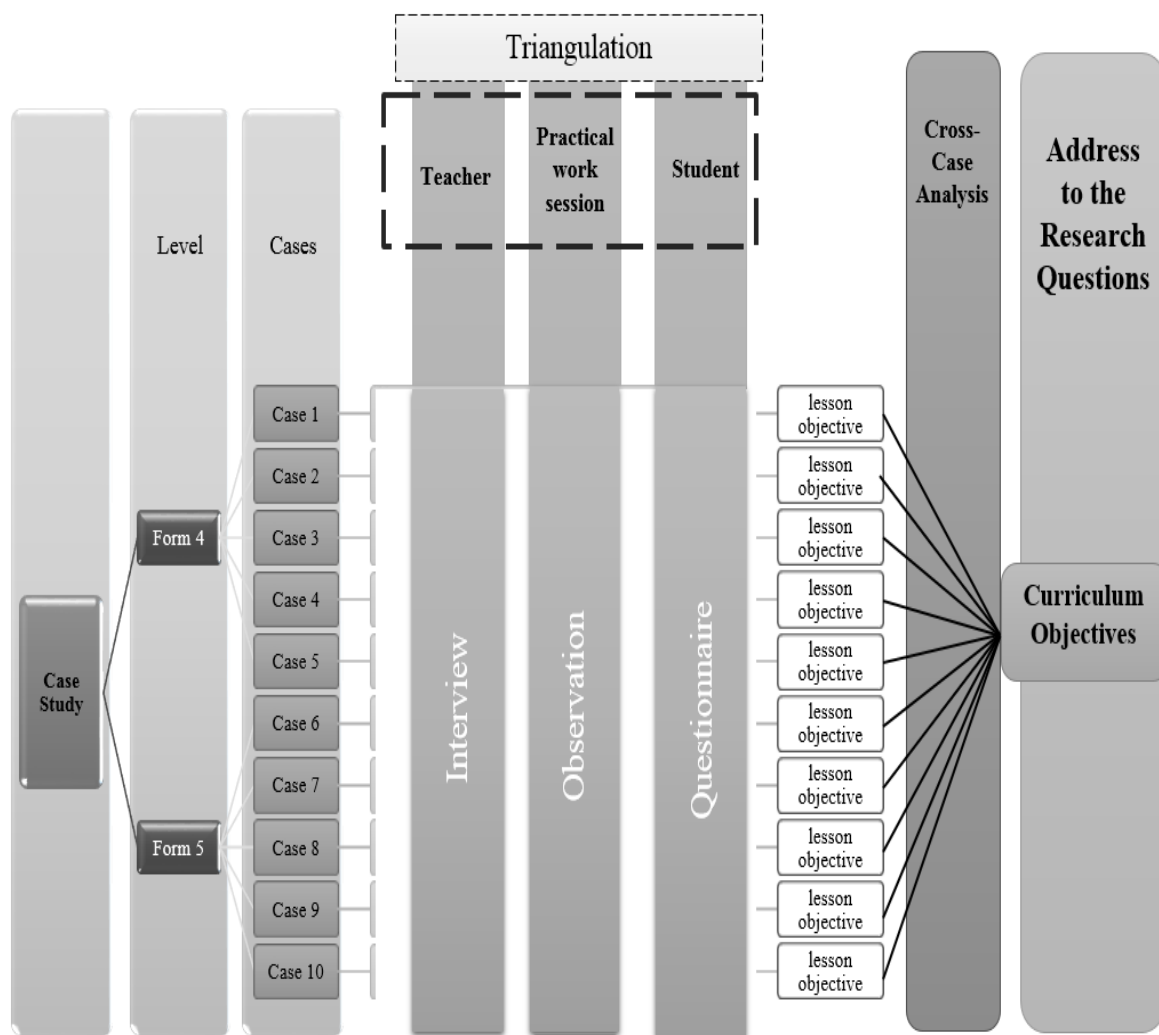 Triangulation
Teacher
Practical
work
session
Student
Cross-
Case
Analysis
Address
to the
Research
Questions
Level
Cases
Case 1
Case 2
Case 3
Case 4
Case 5
Case 6
Case 7
Case 8
Case 9
Case 10
Form 4
Form 5
Case
Study
Interview
Observation
Questionnaire
lesson
objective
lesson
objective
lesson
objective
lesson
objective
lesson
objective
lesson
objective
lesson
objective
lesson
objective
lesson
objective
lesson
objective
Curriculum
Objectives